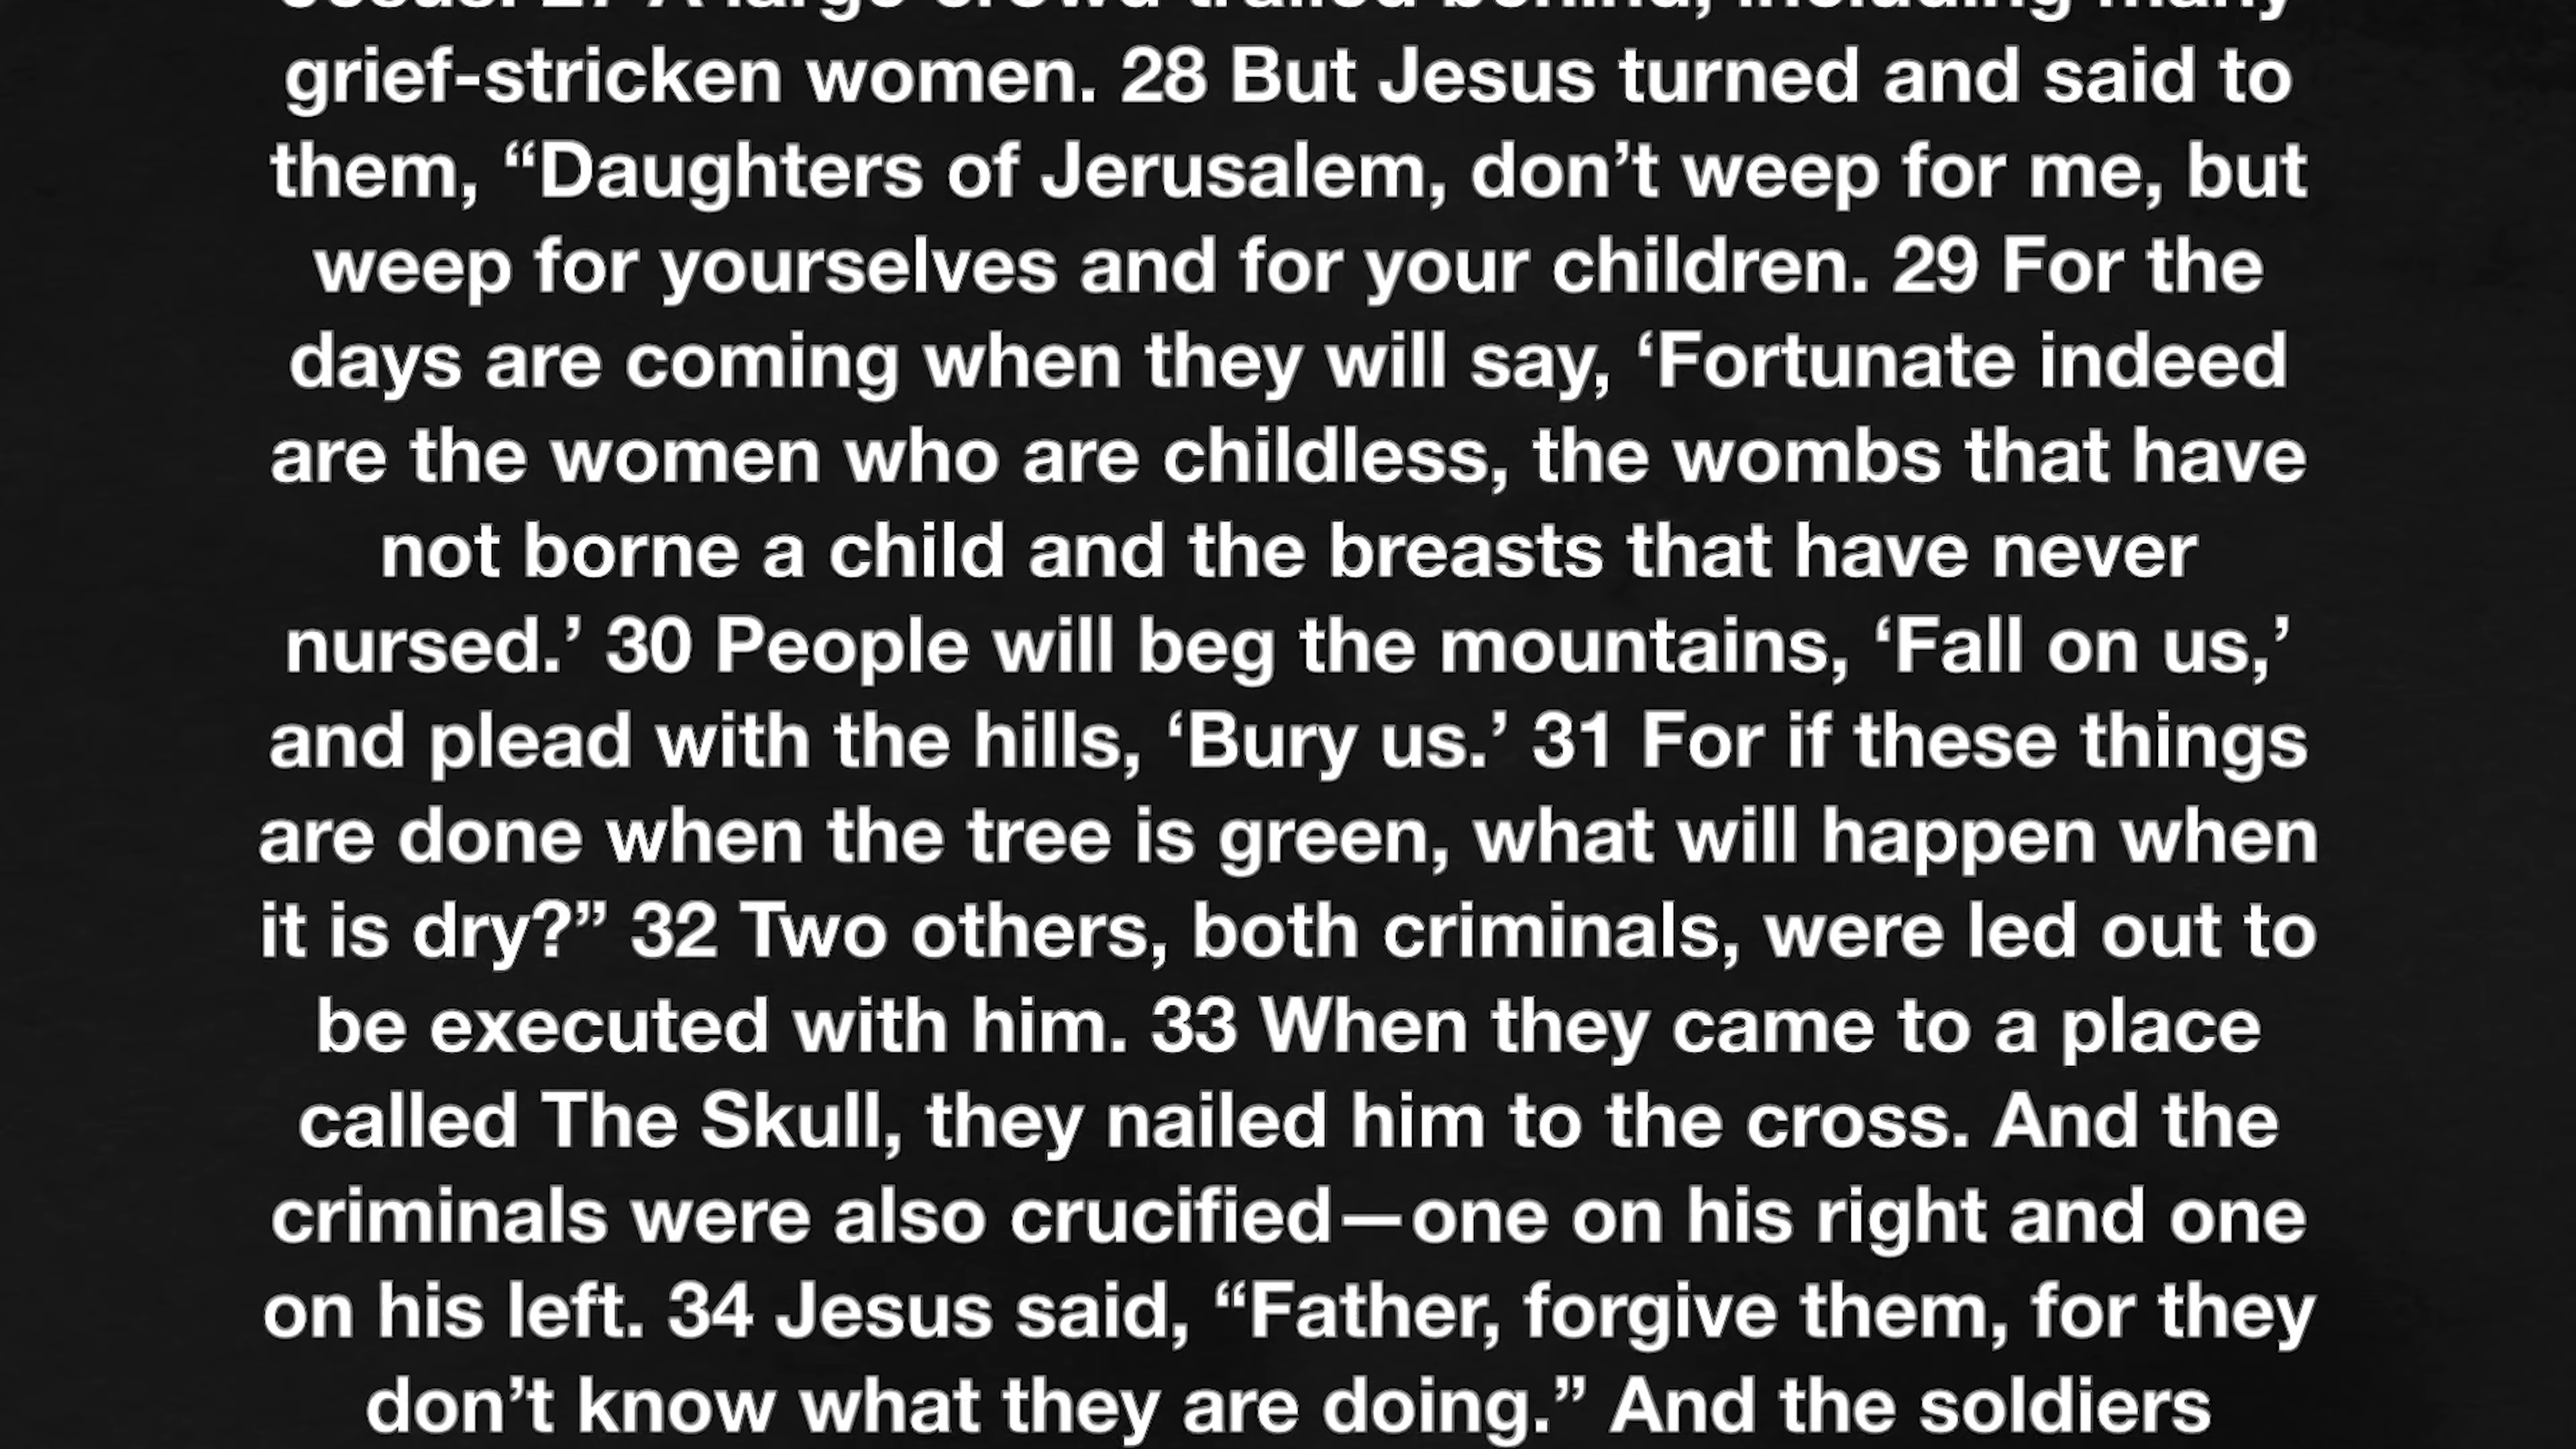 Jesus. 27 A large crowd trailed behind, including many
grief-stricken women. 28 But Jesus turned and said to
them, “Daughters of Jerusalem, don’t weep for me, but
weep for yourselves and for your children. 29 For the
days are coming when they will say, ‘Fortunate indeed
are the women who are childless, the wombs that have
not borne a child and the breasts that have never
nursed.’ 30 People will beg the mountains, ‘Fall on us,’
and plead with the hills, ‘Bury us.’ 31 For if these things
are done when the tree is green, what will happen when
it is dry?” 32 Two others, both criminals, were led out to
be executed with him. 33 When they came to a place
called The Skull, they nailed him to the cross. And the
criminals were also crucified—one on his right and one
on his left. 34 Jesus said, “Father, forgive them, for they
don’t know what they are doing.” And the soldiers